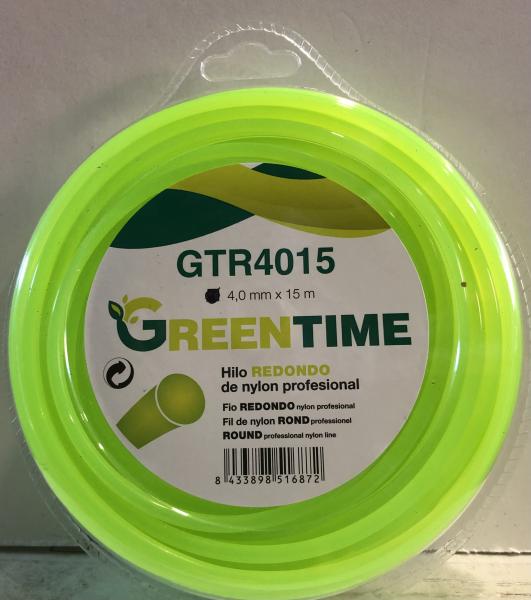 GTR4015
4,0 mm x 15 m
GREENTIME
Hilo REDONDO
de nylon profesional
Fio REDONDO nylon profesional
Fil de nylon ROND professionel
ROUND professional nylon line
8 433898 516872